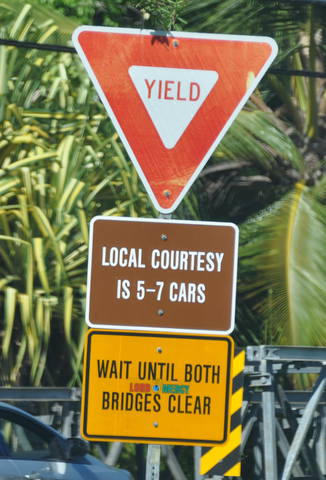 YIELD
LOCAL COURTESY
IS 5-7 CARS
WAIT UNTIL BOTH
LORD MERCY
BRIDGES CLEAR